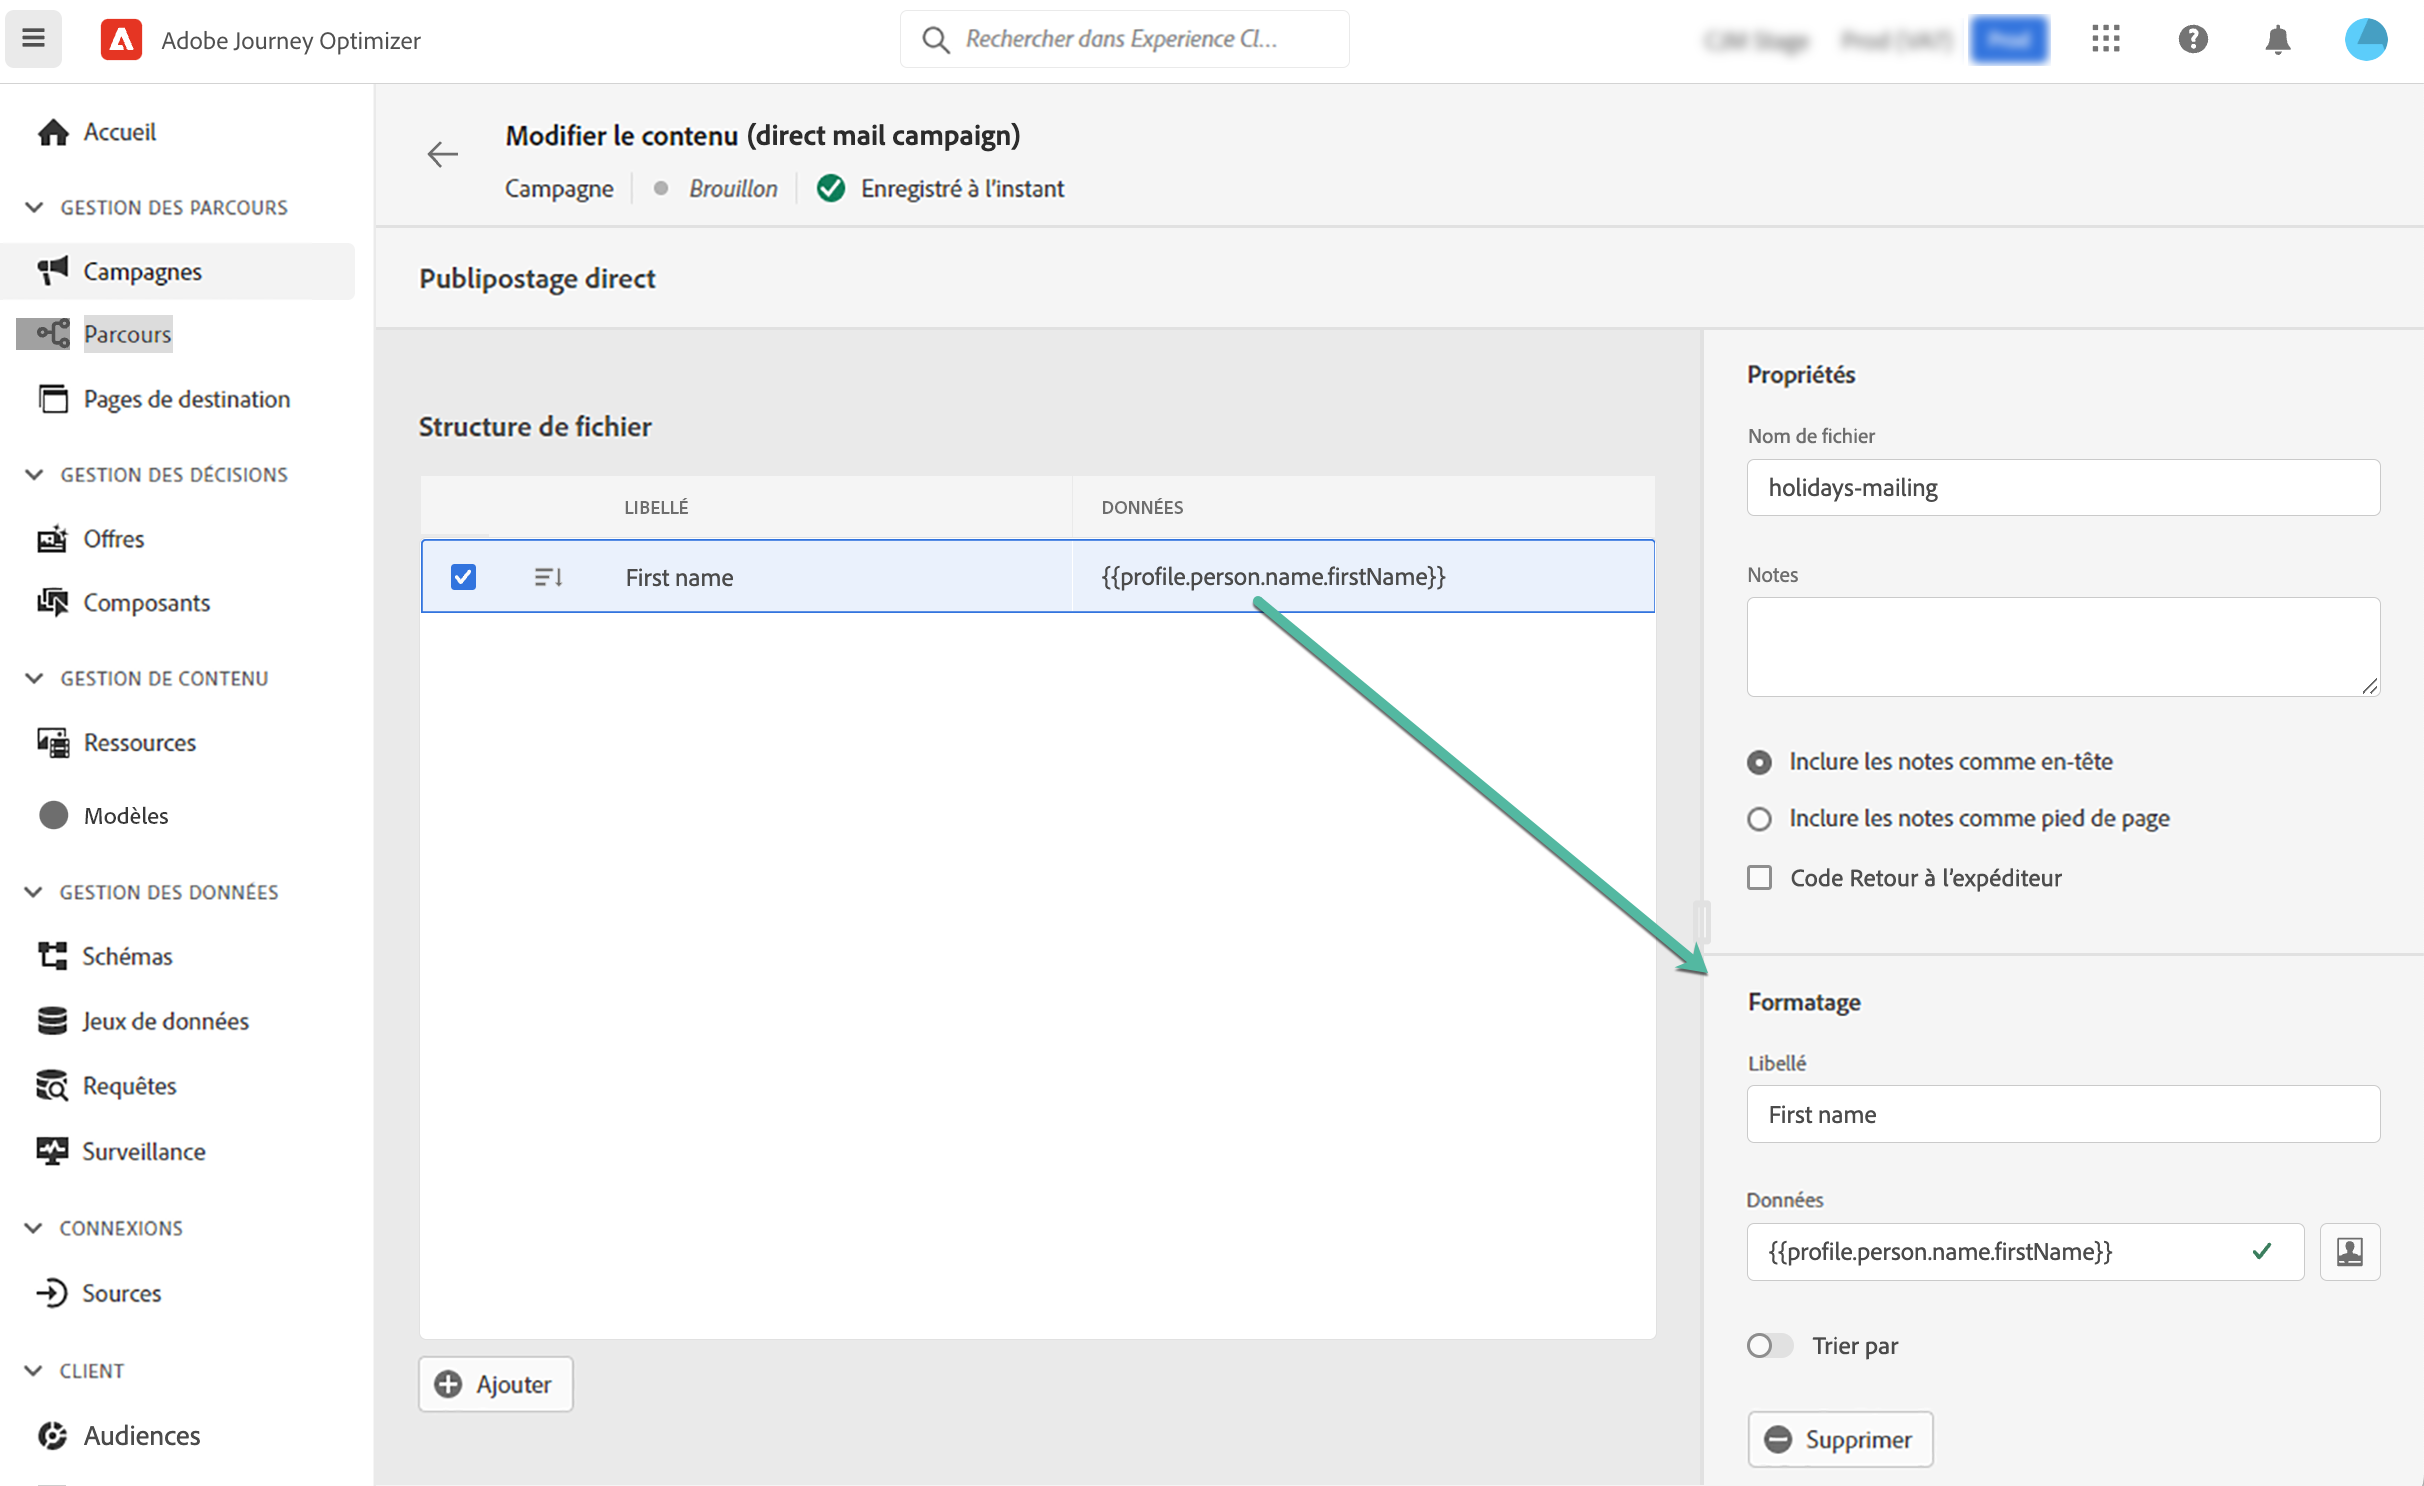 Adobe Journey Optimizer
Rechercher dans Experience Cl...
Accueil
GESTION DES PARCOURS
Campagnes
Parcours
Pages de destination
GESTION DES DÉCISIONS
Offres
Composants
GESTION DE CONTENU
Ressources
Modèles
GESTION DES DONNÉES
Schémas
Jeux de données
Requêtes
Surveillance
CONNEXIONS
Sources
CLIENT
Audiences
Modifier le contenu (direct mail campaign)
Campagne
Brouillon
Enregistré à l'instant
Publipostage direct
Structure de fichier
LIBELLÉ DONNÉES
First name {{profile.person.name.firstName}}
Ajouter
Propriétés
Nom de fichier
holidays-mailing
Notes
Inclure les notes comme en-tête
Inclure les notes comme pied de page
Code Retour à l'expéditeur
Formatage
Libellé
First name
Données
{{profile.person.name.firstName}}
Trier par
Supprimer